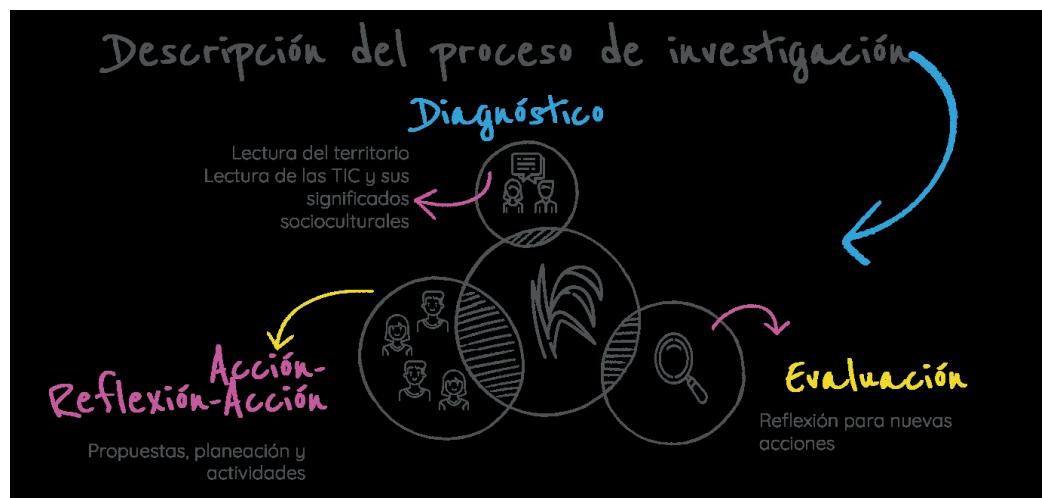 Descripción del proceso de investigación
Diagnóstico
Lectura del territorio
Lectura de las TIC y sus
significados
socioculturales
Acción-
Reflexión-Acción
Propuestas, planeación y
actividades
Evaluación
Reflexión para nuevas
acciones